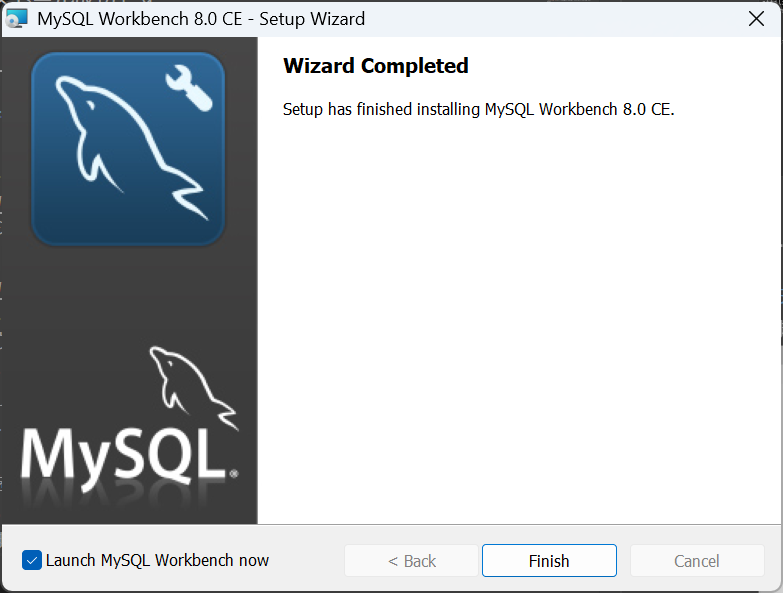 MySQL Workbench 8.0 CE - Setup Wizard
Wizard Completed
Setup has finished installing MySQL Workbench 8.0 CE.
MySQL®
Launch MySQL Workbench now
< Back
Finish
Cancel